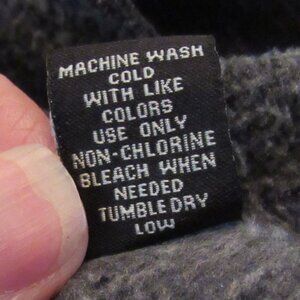 MACHINE WASH
COLD
WITH LIKE
COLORS
USE ONLY
NON-CHLORINE
BLEACH WHEN
NEEDED
TUMBLE DRY
LOW